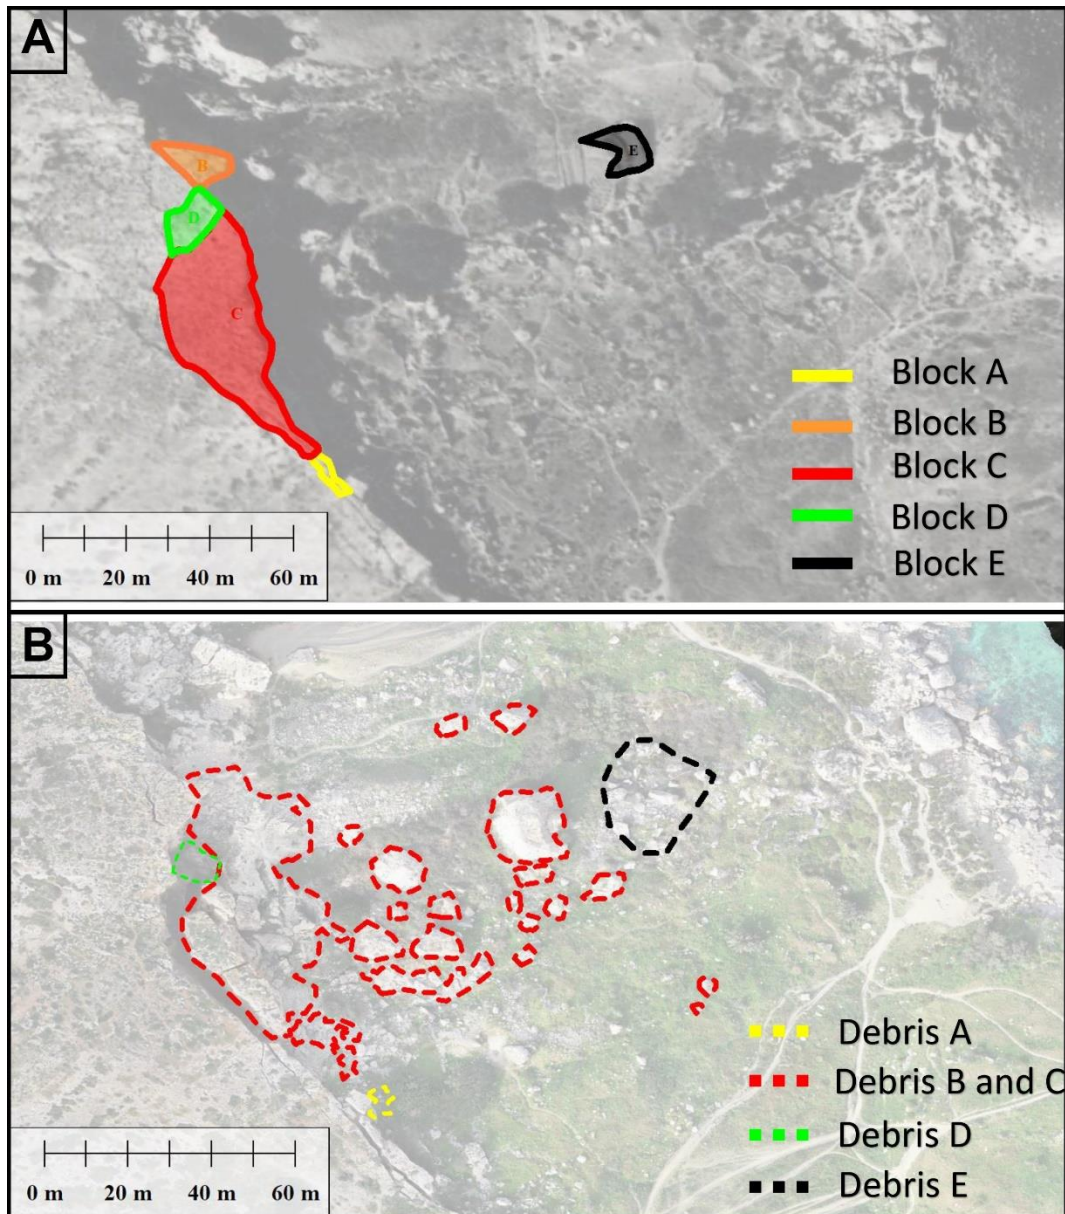 A
B
D
C
E
Block A
Block B
Block C
Block D
Block E
0 m 20 m 40 m 60 m
B
Debris A
Debris B and C
Debris D
Debris E
0 m 20 m 40 m 60 m